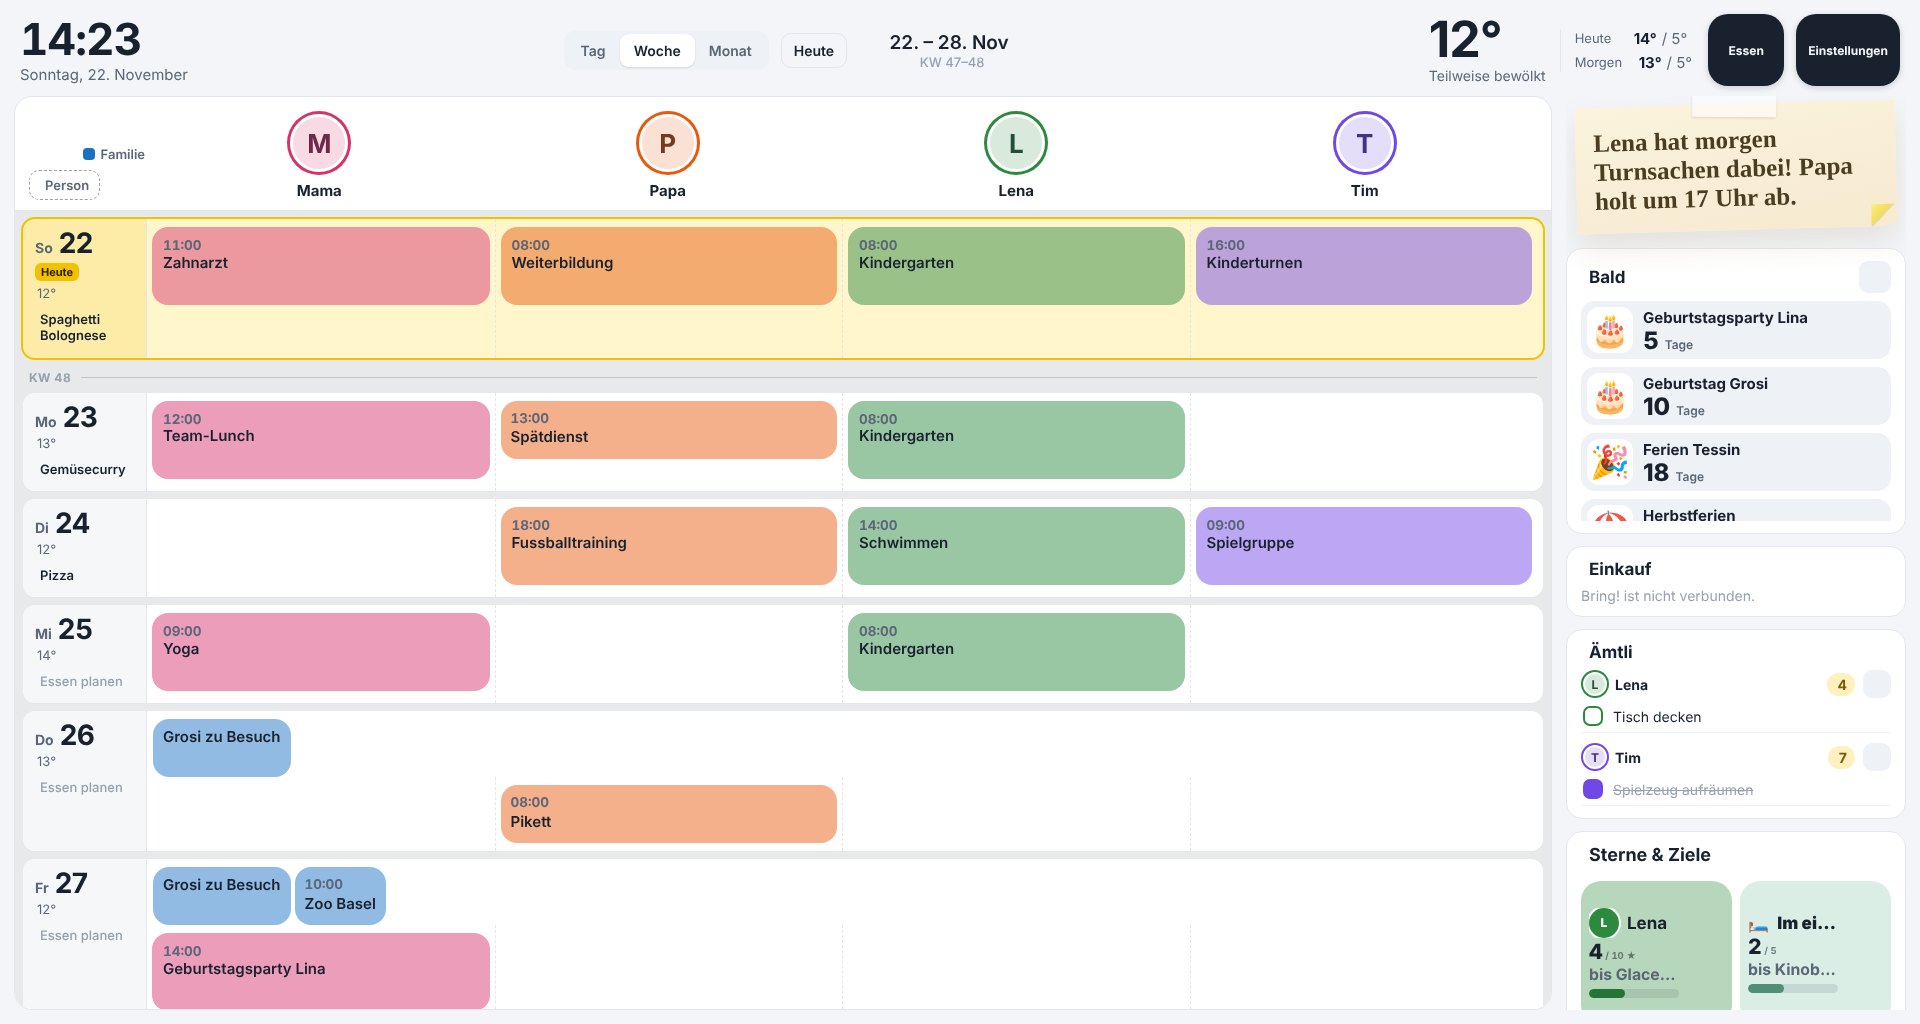 14:23
Sonntag, 22. November
Tag
Woche
Monat
Heute
22. – 28. Nov
KW 47–48
12°
Teilweise bewölkt
Heute 14° / 5°
Morgen 13° / 5°
Essen
Einstellungen
Familie
Person
M
Mama
P
Papa
L
Lena
T
Tim
So 22
Heute
12°
Spaghetti
Bolognese
11:00
Zahnarzt
08:00
Weiterbildung
08:00
Kindergarten
16:00
Kinderturnen
KW 48
Mo 23
13°
Gemüsecurry
12:00
Team-Lunch
13:00
Spätdienst
08:00
Kindergarten
Di 24
12°
Pizza
18:00
Fussballtraining
14:00
Schwimmen
09:00
Spielgruppe
Mi 25
14°
Essen planen
09:00
Yoga
08:00
Kindergarten
Do 26
13°
Essen planen
Grosi zu Besuch
08:00
Pikett
Fr 27
12°
Essen planen
Grosi zu Besuch
10:00
Zoo Basel
14:00
Geburtstagsparty Lina
Lena hat morgen
Turnsachen dabei! Papa
holt um 17 Uhr ab.
Bald
Geburtstagsparty Lina
5 Tage
Geburtstag Grosi
10 Tage
Ferien Tessin
18 Tage
Herbstferien
Einkauf
Bring! ist nicht verbunden.
Ämtli
L Lena 4
Tisch decken
T Tim 7
Spielzeug aufräumen
Sterne & Ziele
L Lena
4 / 10 ★
bis Glace...
Im ei...
2 / 5
bis Kinob...